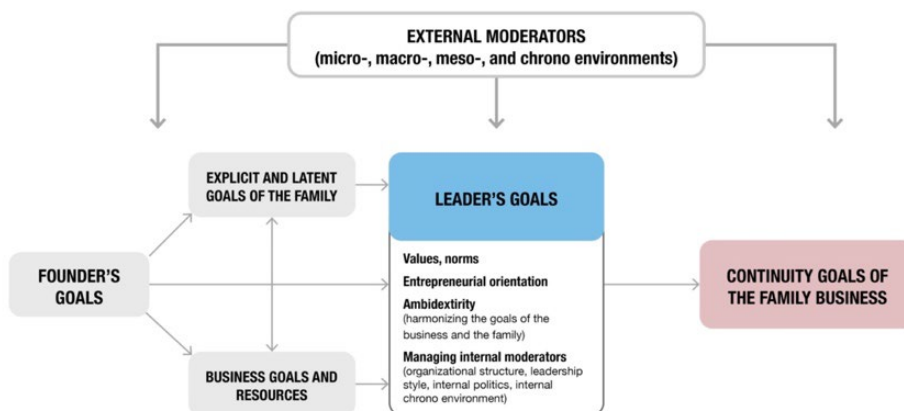 EXTERNAL MODERATORS
(micro-, macro-, meso-, and chrono environments)
EXPLICIT AND LATENT
GOALS OF THE FAMILY
LEADER'S GOALS
FOUNDER'S
GOALS
Values, norms
Entrepreneurial orientation
Ambidextirity
(harmonizing the goals of the
business and the family)
Managing internal moderators
(organizational structure, leadership
style, internal politics, internal
chrono environment)
CONTINUITY GOALS OF
THE FAMILY BUSINESS
BUSINESS GOALS AND
RESOURCES